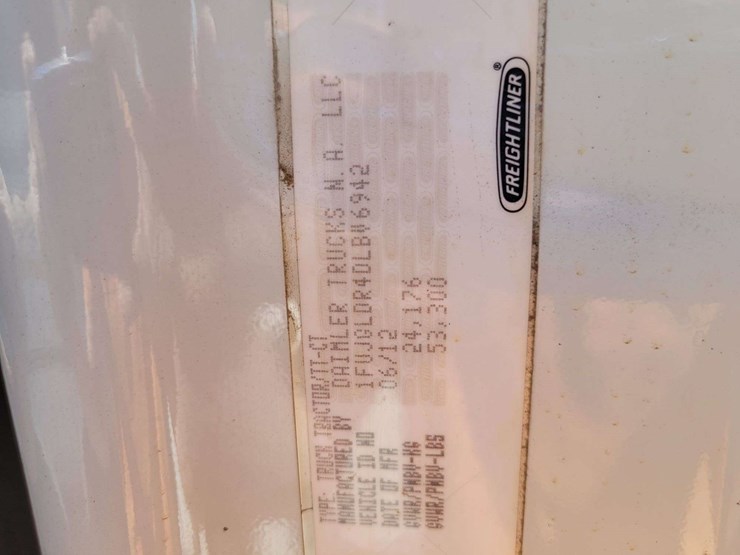 TYPE- TRUCK TRACTOR/TT-CT
MANUFACTURED BY DAIMLER TRUCKS N.A. LLC
VEHICLE ID NO 1FUJGLDR4DLBV6942
DATE OF MFR 06/12
GVWR/PNBV-KG 24,176
GVWR/PNBV-LBS 53,300
FREIGHTLINER®